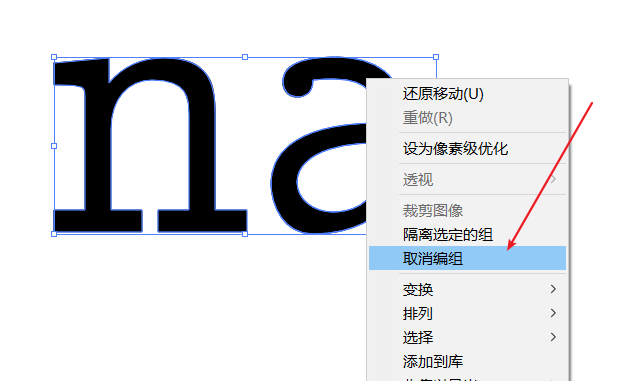 na
还原移动(U)
重做(R)
设为像素级优化
透视
裁剪图像
隔离选定的组
取消编组
变换
排列
选择
添加到库